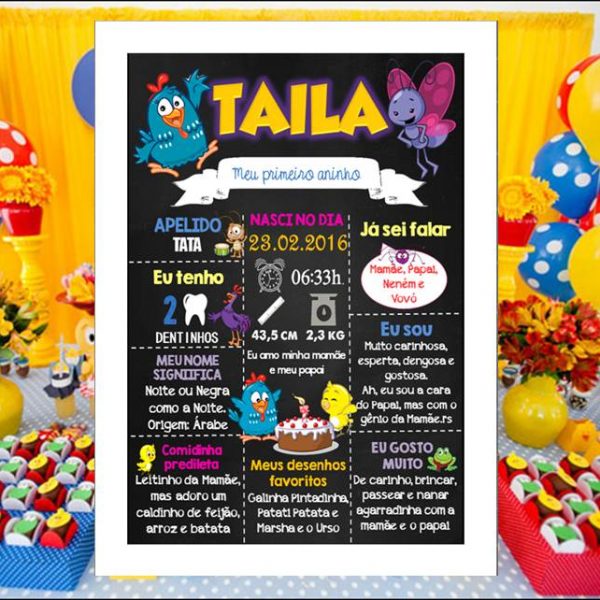 TAILA
Meu primeiro aninho
APELIDO
TATA
NASCI NO DIA
23.02.2016
06:33h
43,5 CM
2,3 KG
Eu amo minha mamãe
e meu papai
Já sei falar
Mamãe, Papai,
Neném e
Vovó
Eu tenho
2
DENTINHOS
MEU NOME
SIGNIIFICA
Noite ou Negra
como a Noite.
Origem: Árabe
Eu sou
Muito carinhosa,
esperta, dengosa e
gostosa.
Ah, eu sou a cara
do Papai, mas com o
gênio da Mamãe.rs
Comidinha
predileta
Leitinho da Mamãe,
mas adoro um
caldinho de feijão,
arroz e batata
Meus desenhos
favoritos
Galinha Pintadinha,
Patati Patata e
Marsha e o Urso
EU GOSTO
MUITO
De carinho, brincar,
passear e nanar
agarradinha com a
mamãe e o papai